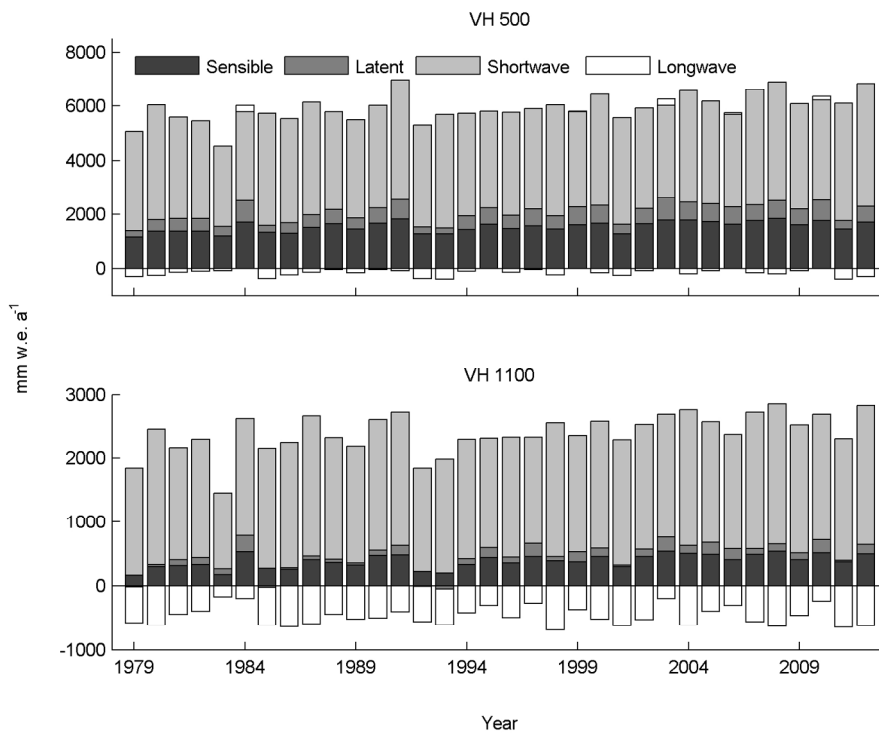 VH 500
8000
6000
4000
2000
0
Sensible Latent Shortwave Longwave
mm w.e. a-1
VH 1100
3000
2000
1000
0
-1000
1979 1984 1989 1994 1999 2004 2009
Year